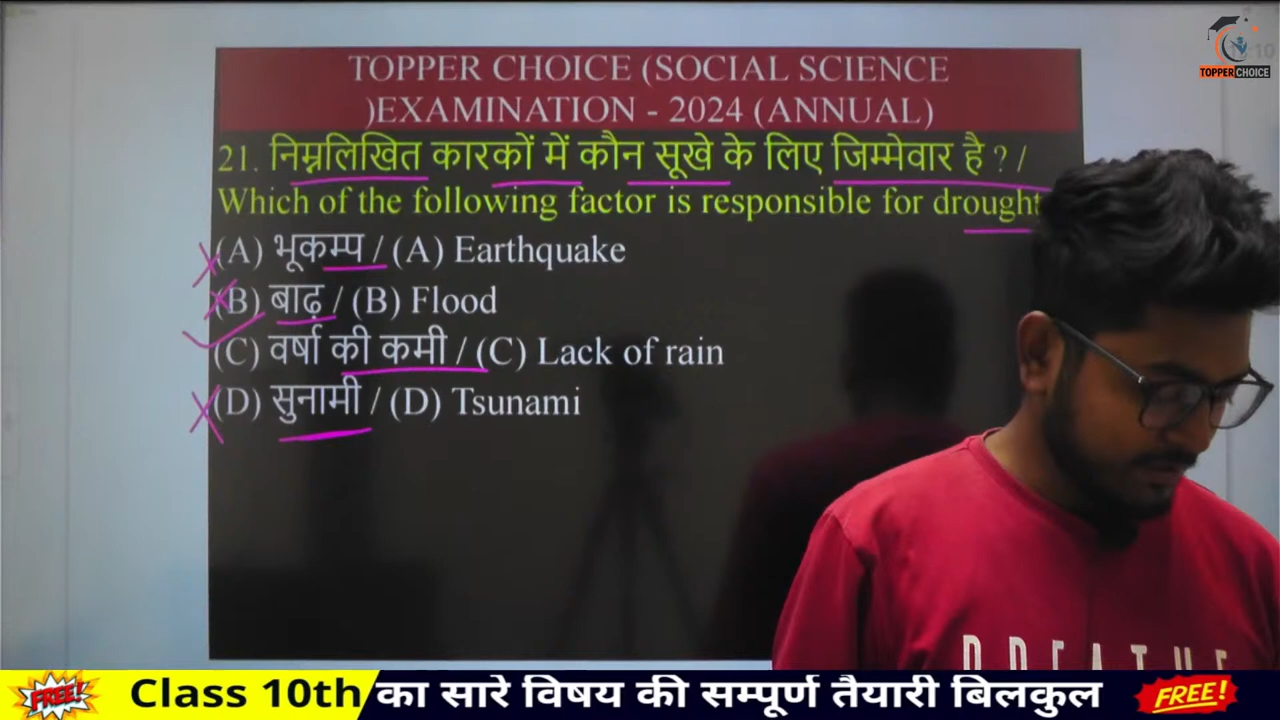 TOPPER CHOICE
TOPPER CHOICE (SOCIAL SCIENCE
)EXAMINATION - 2024 (ANNUAL)
21. निम्नलिखित कारकों में कौन सूखे के लिए जिम्मेवार है ? /
Which of the following factor is responsible for drought
(A) भूकम्प / (A) Earthquake
(B) बाढ़ / (B) Flood
(C) वर्षा की कमी / (C) Lack of rain
(D) सुनामी / (D) Tsunami
BREATHE
FREE! Class 10th का सारे विषय की सम्पूर्ण तैयारी बिलकुल FREE!